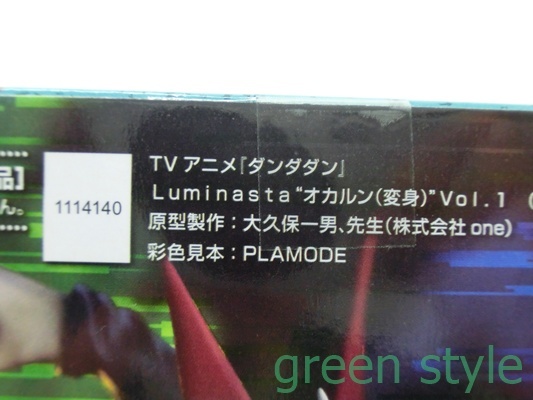 品]
ん。
1114140
TVアニメ『ダンダダン』
Luminasta“オカルン(変身)”Vol.1 (
原型製作：大久保一男、先生(株式会社one)
彩色見本：PLAMODE
green style